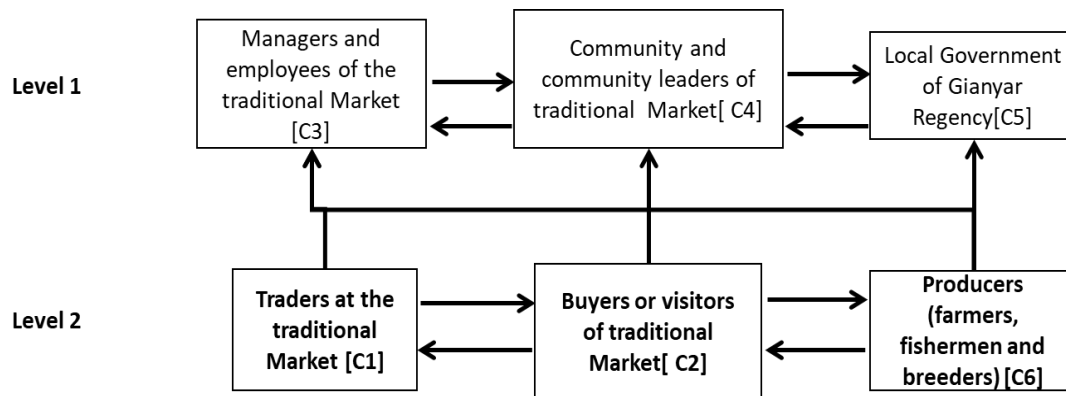 Level 1
Managers and
employees of the
traditional Market
[C3]
Community and
community leaders of
traditional Market[ C4]
Local Government
of Gianyar
Regency[C5]
Level 2
Traders at the
traditional
Market [C1]
Buyers or visitors
of traditional
Market[ C2]
Producers
(farmers,
fishermen and
breeders) [C6]